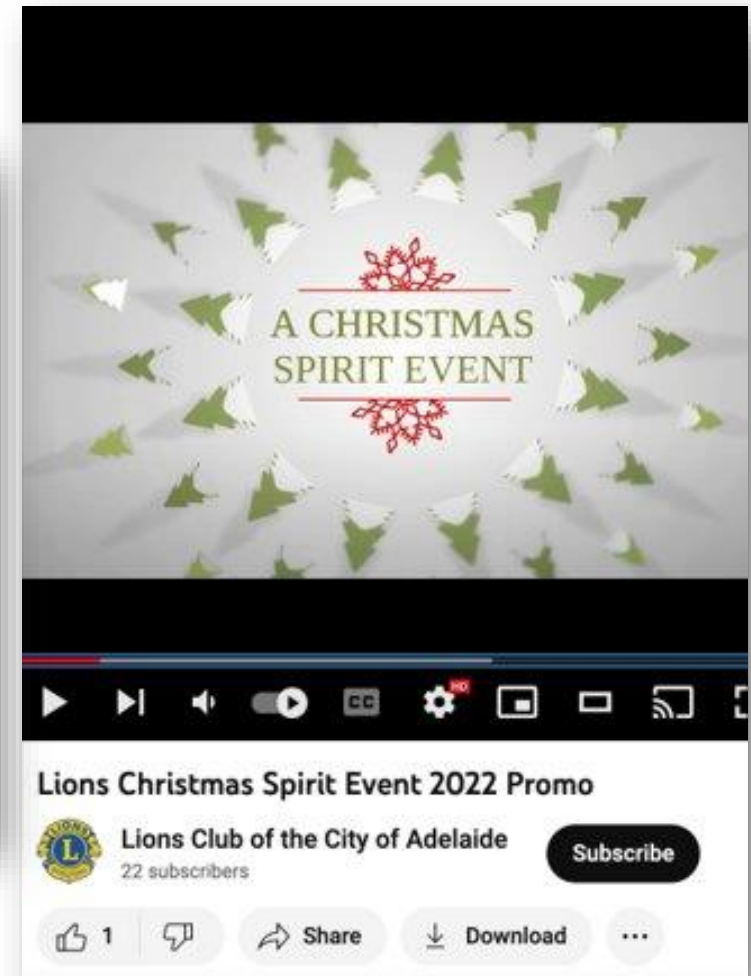 A CHRISTMAS
SPIRIT EVENT
CC
HD
Lions Christmas Spirit Event 2022 Promo
LIONS
L
Lions Club of the City of Adelaide
22 subscribers
Subscribe
1
Share
Download